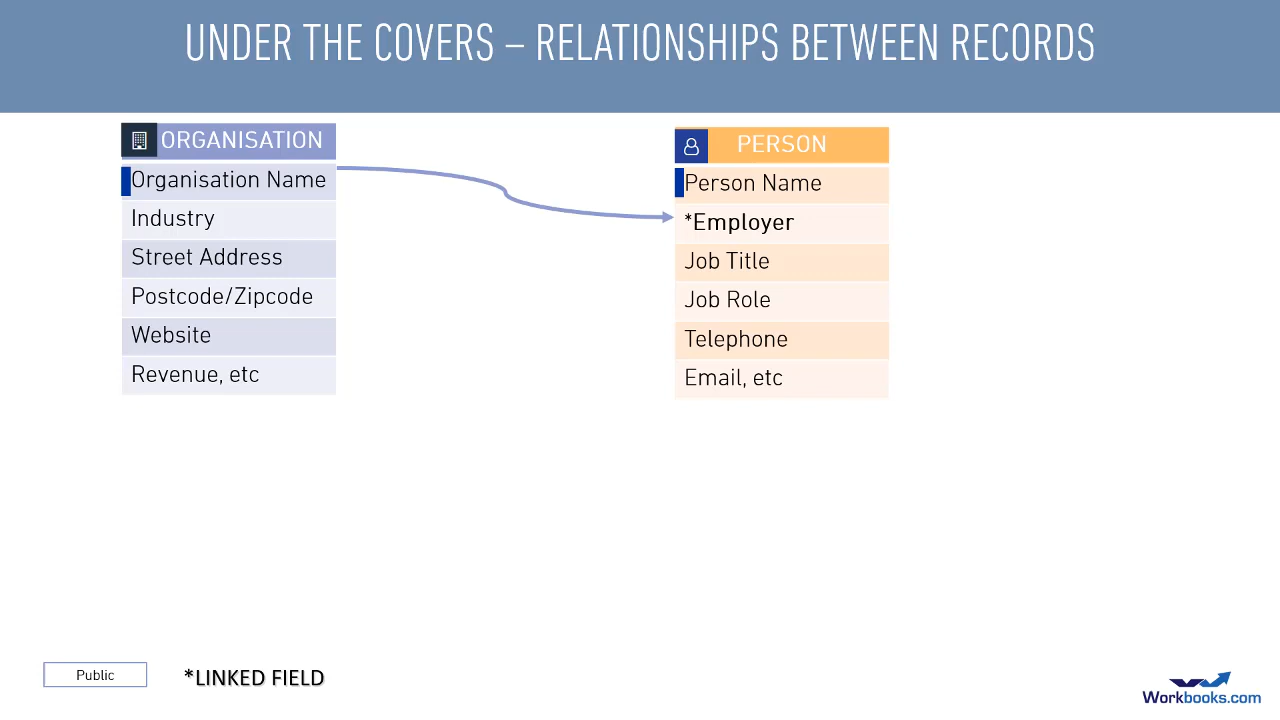 UNDER THE COVERS – RELATIONSHIPS BETWEEN RECORDS
ORGANISATION
Organisation Name
Industry
Street Address
Postcode/Zipcode
Website
Revenue, etc
PERSON
Person Name
*Employer
Job Title
Job Role
Telephone
Email, etc
Public
*LINKED FIELD
Workbooks.com